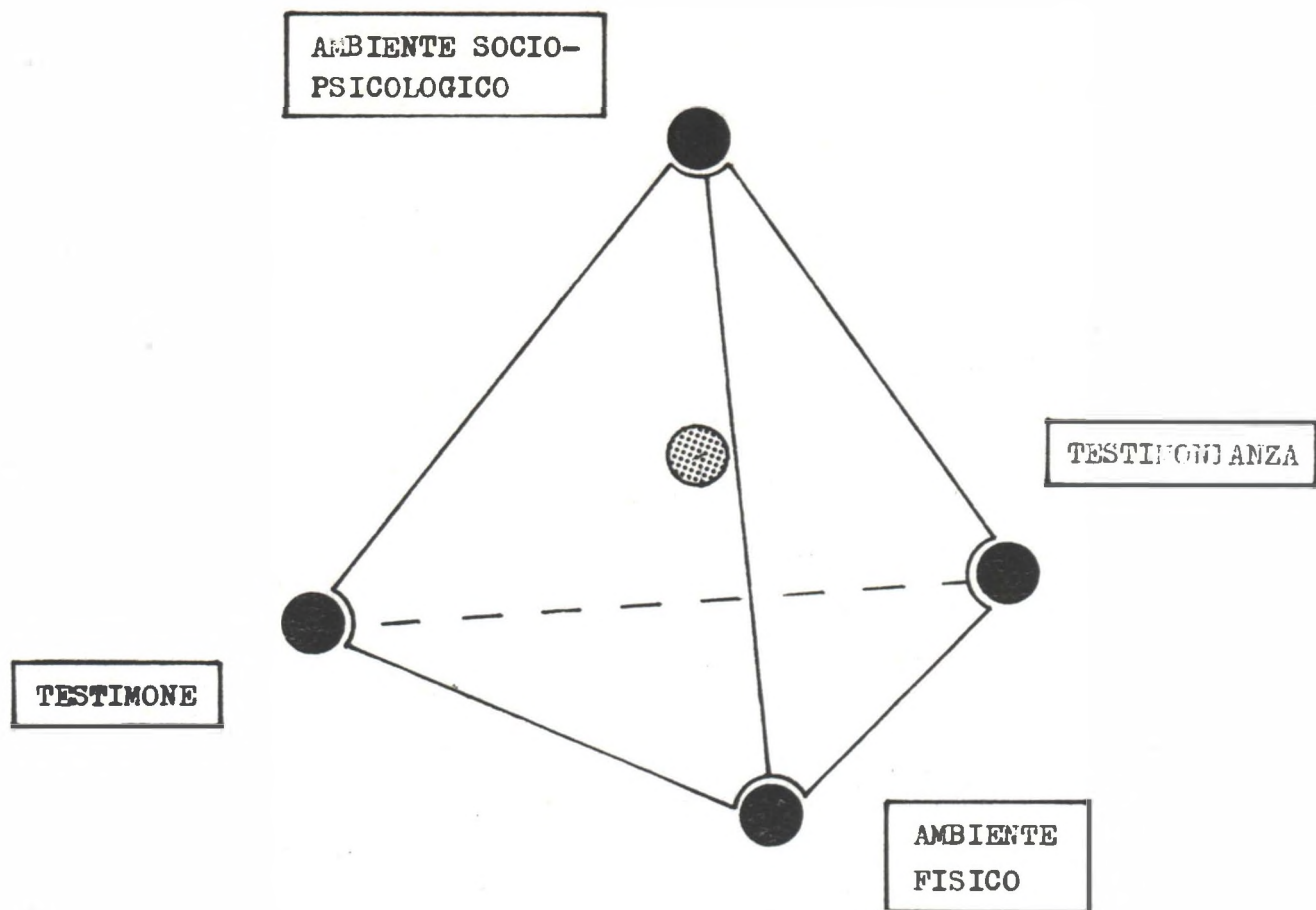 AMBIENTE SOCIO-
PSICOLOGICO
TESTIMONIANZA
TESTIMONE
AMBIENTE
FISICO